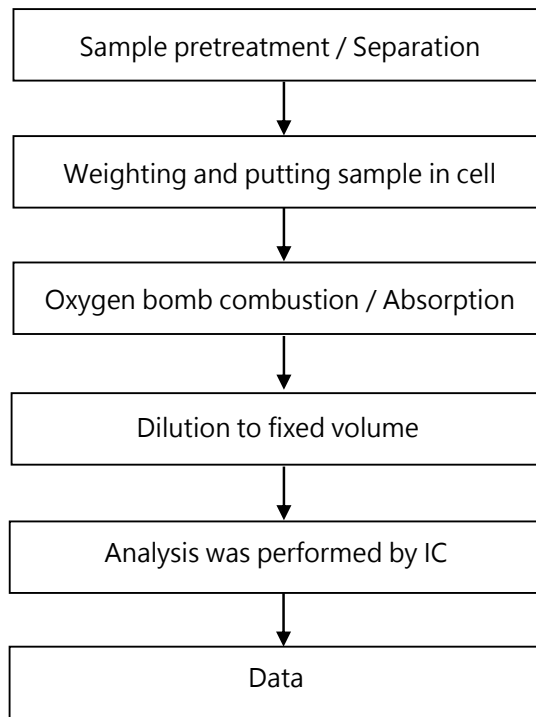 Sample pretreatment / Separation
Weighting and putting sample in cell
Oxygen bomb combustion / Absorption
Dilution to fixed volume
Analysis was performed by IC
Data